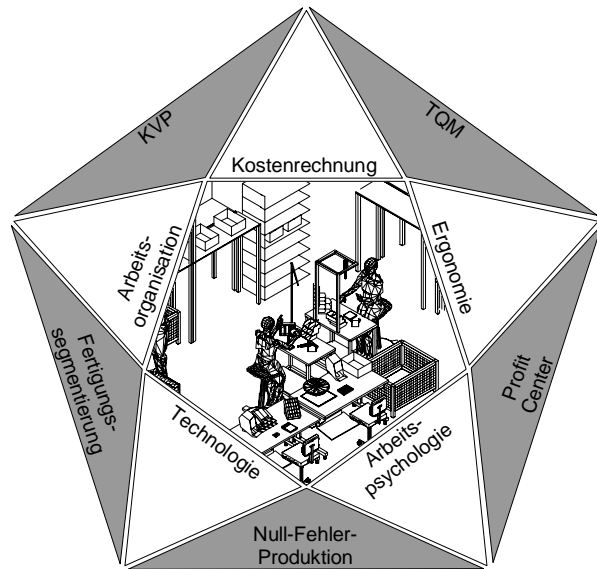 KVP
TQM
Kostenrechnung
Arbeits-
organisation
Ergonomie
Fertigungs-
segmentierung
Profit
Center
Technologie
Arbeits-
psychologie
Null-Fehler-
Produktion